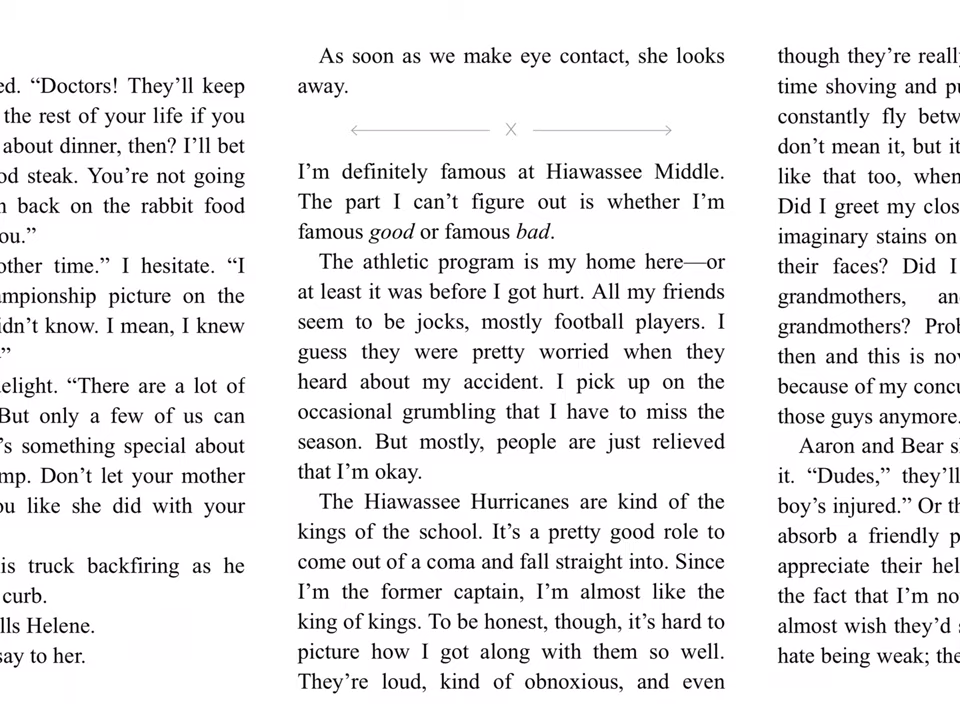 ed. “Doctors! They’ll keep
the rest of your life if you
about dinner, then? I’ll bet
od steak. You’re not going
back on the rabbit food
ou.”
other time.” I hesitate. “I
ampionship picture on the
idn’t know. I mean, I knew
”
elight. “There are a lot of
But only a few of us can
’s something special about
mp. Don’t let your mother
ou like she did with your
is truck backfiring as he
curb.
lls Helene.
say to her.
As soon as we make eye contact, she looks
away.
I’m definitely famous at Hiawassee Middle.
The part I can’t figure out is whether I’m
famous good or famous bad.
The athletic program is my home here—or
at least it was before I got hurt. All my friends
seem to be jocks, mostly football players. I
guess they were pretty worried when they
heard about my accident. I pick up on the
occasional grumbling that I have to miss the
season. But mostly, people are just relieved
that I’m okay.
The Hiawassee Hurricanes are kind of the
kings of the school. It’s a pretty good role to
come out of a coma and fall straight into. Since
I’m the former captain, I’m almost like the
king of kings. To be honest, though, it’s hard to
picture how I got along with them so well.
They’re loud, kind of obnoxious, and even
though they’re really
time shoving and pu
constantly fly betw
don’t mean it, but it
like that too, when
Did I greet my clos
imaginary stains on
their faces? Did I
grandmothers, an
grandmothers? Prob
then and this is nov
because of my concu
those guys anymore.
Aaron and Bear s
it. “Dudes,” they’ll
boy’s injured.” Or th
absorb a friendly p
appreciate their hel
the fact that I’m no
almost wish they’d s
hate being weak; the